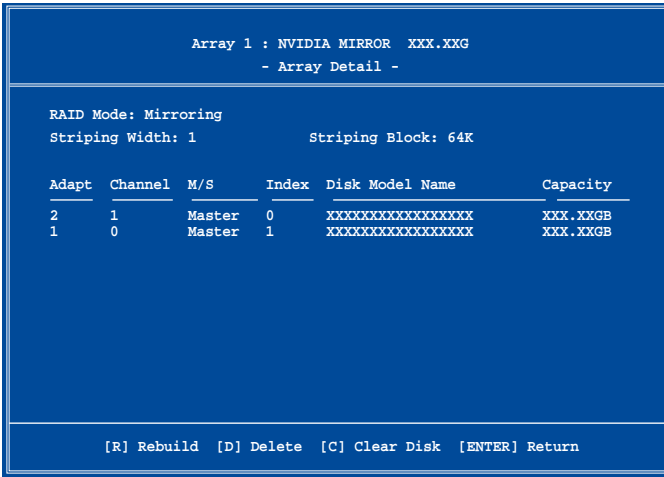 Array 1 : NVIDIA MIRROR XXX.XXG
- Array Detail -
RAID Mode: Mirroring
Striping Width: 1 Striping Block: 64K
Adapt Channel M/S Index Disk Model Name Capacity
2 1 Master 0 XXXXXXXXXXXXXXXXX XXX.XXGB
1 0 Master 1 XXXXXXXXXXXXXXXXX XXX.XXGB
[R] Rebuild [D] Delete [C] Clear Disk [ENTER] Return